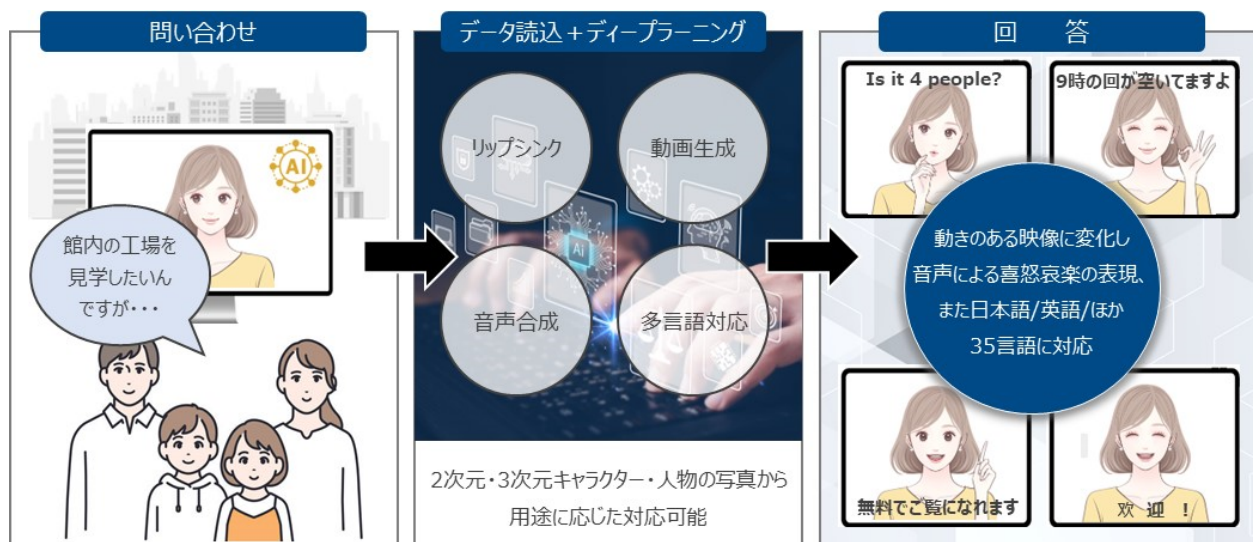 問い合わせ
AI
館内の工場を
見学したいん
ですが・・・
データ読込+ディープラーニング
リップシンク
動画生成
Ai
音声合成
多言語対応
2次元・3次元キャラクター・人物の写真から
用途に応じた対応可能
回 答
Is it 4 people?
9時の回が空いてますよ
動きのある映像に変化し
音声による喜怒哀楽の表現、
また日本語/英語/ほか
35言語に対応
無料でご覧になれます
欢 迎 !